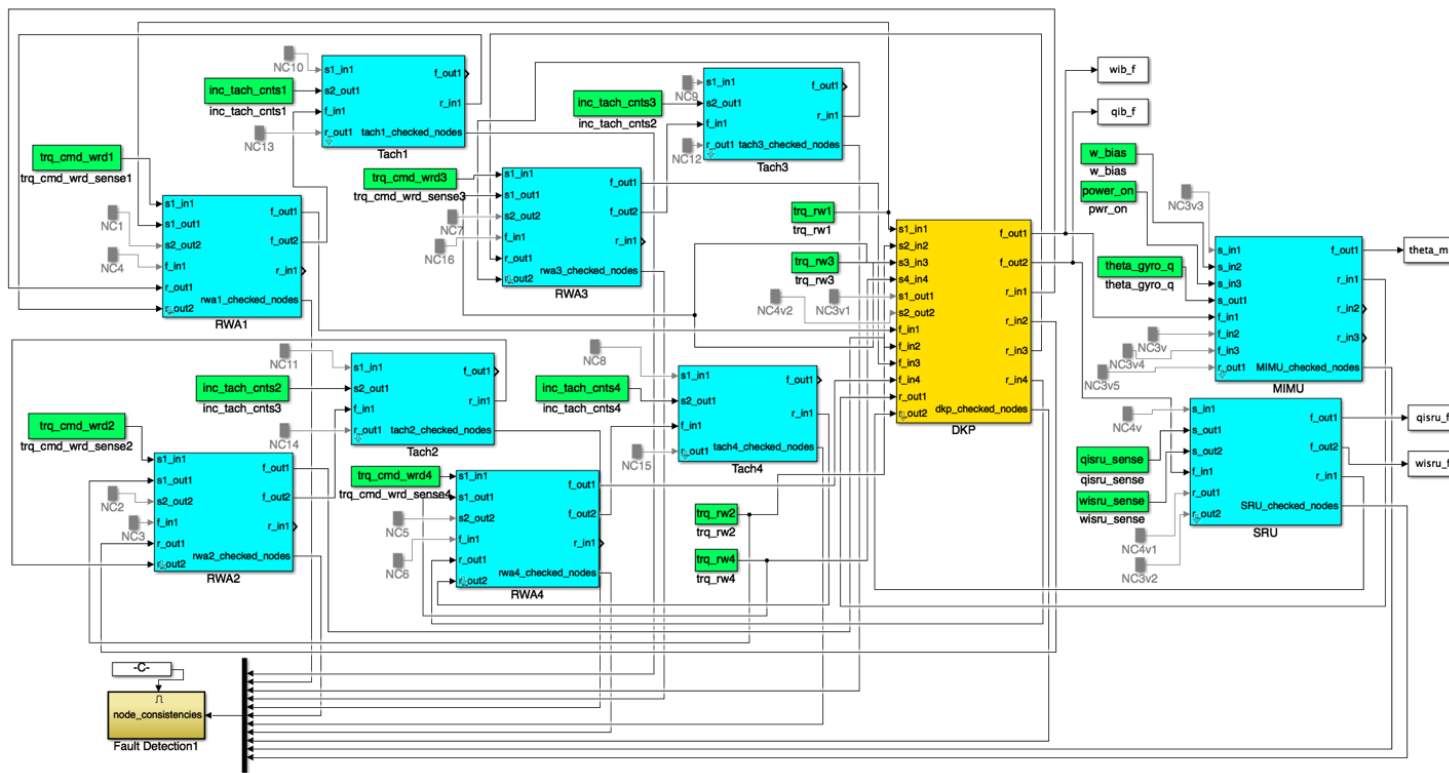 NC10
s1_in1
f_out1
inc_tach_cnts1
s2_out1
inc_tach_cnts1
r_in1
f_in1
r_out1
tach1_checked_nodes
NC13
Tach1
NC9
s1_in1
f_out1
inc_tach_cnts3
s2_out1
inc_tach_cnts2
f_in1
r_in1
r_out1
tach3_checked_nodes
NC12
Tach3
wib_f
qib_f
trq_cmd_wrd1
trq_cmd_wrd_sense1
s1_in1
f_out1
s1_out1
NC1
f_out2
s2_out2
NC4
f_in1
r_in1
r_out1
rwa1_checked_nodes
r_out2
RWA1
trq_cmd_wrd3
trq_cmd_wrd_sense3
s1_in1
f_out1
s1_out1
NC7
s2_out2
f_out2
NC16
f_in1
r_in1
r_out1
rwa3_checked_nodes
r_out2
RWA3
trq_rw1
trq_rw1
trq_rw3
trq_rw3
NC4v2
NC3v1
s1_in1
f_out1
s2_in2
s3_in3
f_out2
s4_in4
s1_out1
r_in1
s2_out2
f_in1
r_in2
f_in2
f_in3
r_in3
f_in4
r_in4
r_out1
dkp_checked_nodes
r_out2
DKP
w_bias
w_bias
power_on
pwr_on
NC3v3
theta_gyro_q
theta_gyro_q
s_in1
f_out1
s_in2
s_in3
r_in1
s_out1
f_in1
r_in2
f_in2
NC3v
f_in3
r_in3
NC3v4
r_out1
MIMU_checked_nodes
NC3v5
MIMU
theta_m
NC11
s1_in1
f_out1
inc_tach_cnts2
s2_out1
inc_tach_cnts3
r_in1
f_in1
r_out1
tach2_checked_nodes
NC14
Tach2
NC8
s1_in1
f_out1
inc_tach_cnts4
s2_out1
inc_tach_cnts4
r_in1
f_in1
r_out1
tach4_checked_nodes
NC15
Tach4
NC4v
s_in1
f_out1
s_out1
s_out2
f_out2
qisru_sense
qisru_sense
f_in1
r_in1
wisru_sense
wisru_sense
r_out1
SRU_checked_nodes
r_out2
SRU
NC4v1
NC3v2
qisru_f
wisru_f
trq_cmd_wrd2
trq_cmd_wrd_sense2
s1_in1
f_out1
s1_out1
NC2
s2_out2
f_out2
NC3
f_in1
r_in1
r_out1
rwa2_checked_nodes
r_out2
RWA2
trq_cmd_wrd4
trq_cmd_wrd_sense4
s1_in1
f_out1
s1_out1
NC5
s2_out2
f_out2
f_in1
r_in1
NC6
r_out1
rwa4_checked_nodes
r_out2
RWA4
trq_rw2
trq_rw2
trq_rw4
trq_rw4
-C-
node_consistencies
Fault Detection1